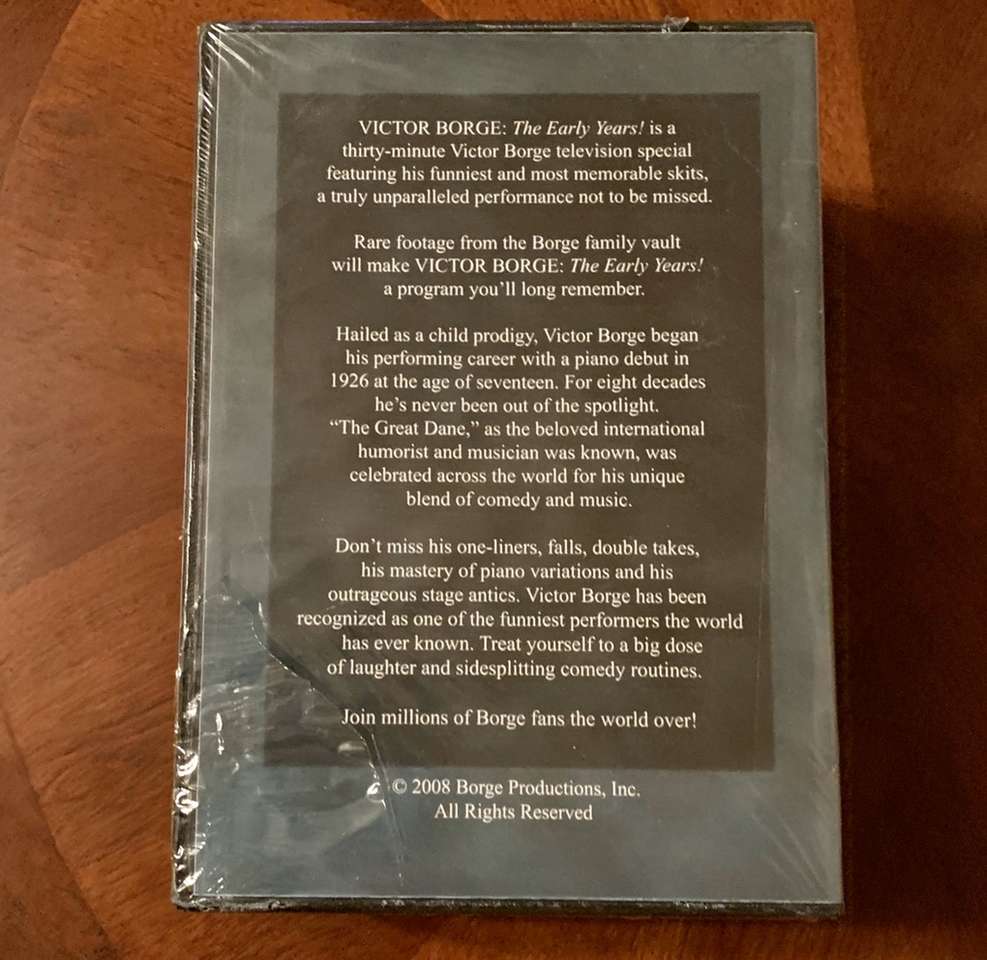 VICTOR BORGE: The Early Years! is a
thirty-minute Victor Borge television special
featuring his funniest and most memorable skits,
a truly unparalleled performance not to be missed.
Rare footage from the Borge family vault
will make VICTOR BORGE: The Early Years!
a program you’ll long remember.
Hailed as a child prodigy, Victor Borge began
his performing career with a piano debut in
1926 at the age of seventeen. For eight decades
he’s never been out of the spotlight.
“The Great Dane,” as the beloved international
humorist and musician was known, was
celebrated across the world for his unique
blend of comedy and music.
Don’t miss his one-liners, falls, double takes,
his mastery of piano variations and his
outrageous stage antics. Victor Borge has been
recognized as one of the funniest performers the world
has ever known. Treat yourself to a big dose
of laughter and sidesplitting comedy routines.
Join millions of Borge fans the world over!
© 2008 Borge Productions, Inc.
All Rights Reserved